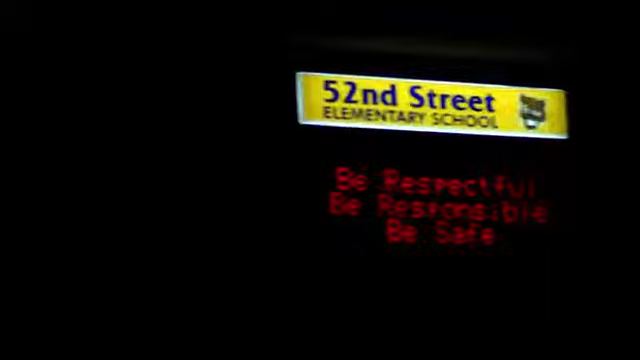 52nd Street
ELEMENTARY SCHOOL
Be Respectful
Be Responsible
Be Safe